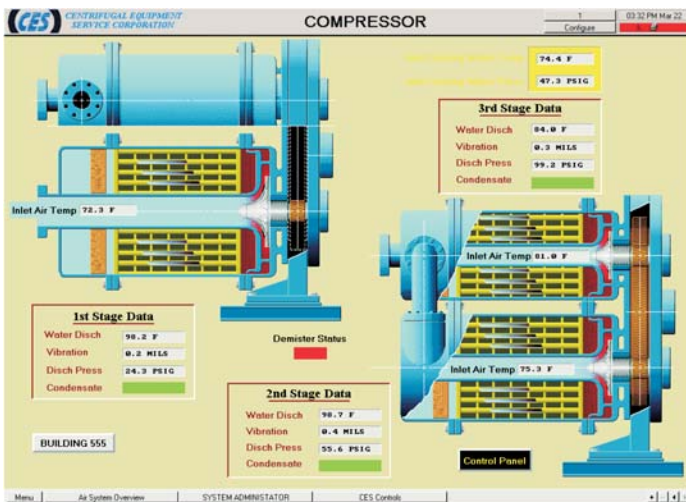 CES
CENTRIFUGAL EQUIPMENT
SERVICE CORPORATION
COMPRESSOR
1
Configure
03:32 PM Mar 22
74.4 F
47.3 PSIG
3rd Stage Data
Water Disch 84.0 F
Vibration 0.3 MILS
Disch Press 99.2 PSIG
Condensate
Inlet Air Temp 72.3 F
Inlet Air Temp 81.0 F
Inlet Air Temp 75.3 F
1st Stage Data
Water Disch 90.2 F
Vibration 0.2 MILS
Disch Press 24.3 PSIG
Condensate
Demister Status
2nd Stage Data
Water Disch 90.7 F
Vibration 0.4 MILS
Disch Press 55.6 PSIG
Condensate
BUILDING 555
Control Panel
Menu
Air System Overview
SYSTEM ADMINISTATOR
CES Controls